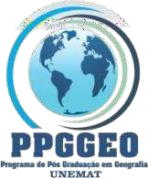 PPGGEO
Programa de Pós Graduação em Geografia
UNEMAT